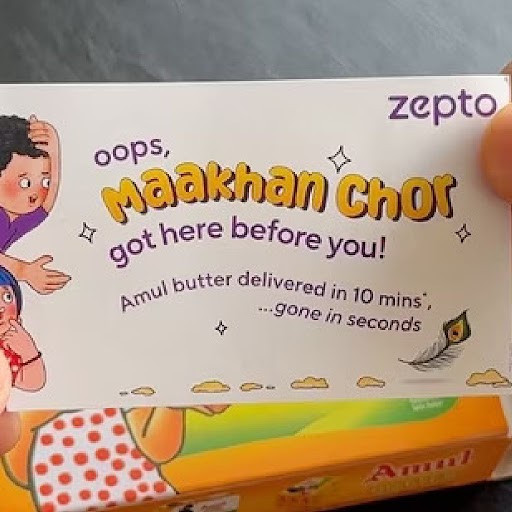 zepto
oops,
Maakhan Chor
got here before you!
Amul butter delivered in 10 mins*,
...gone in seconds
Amul